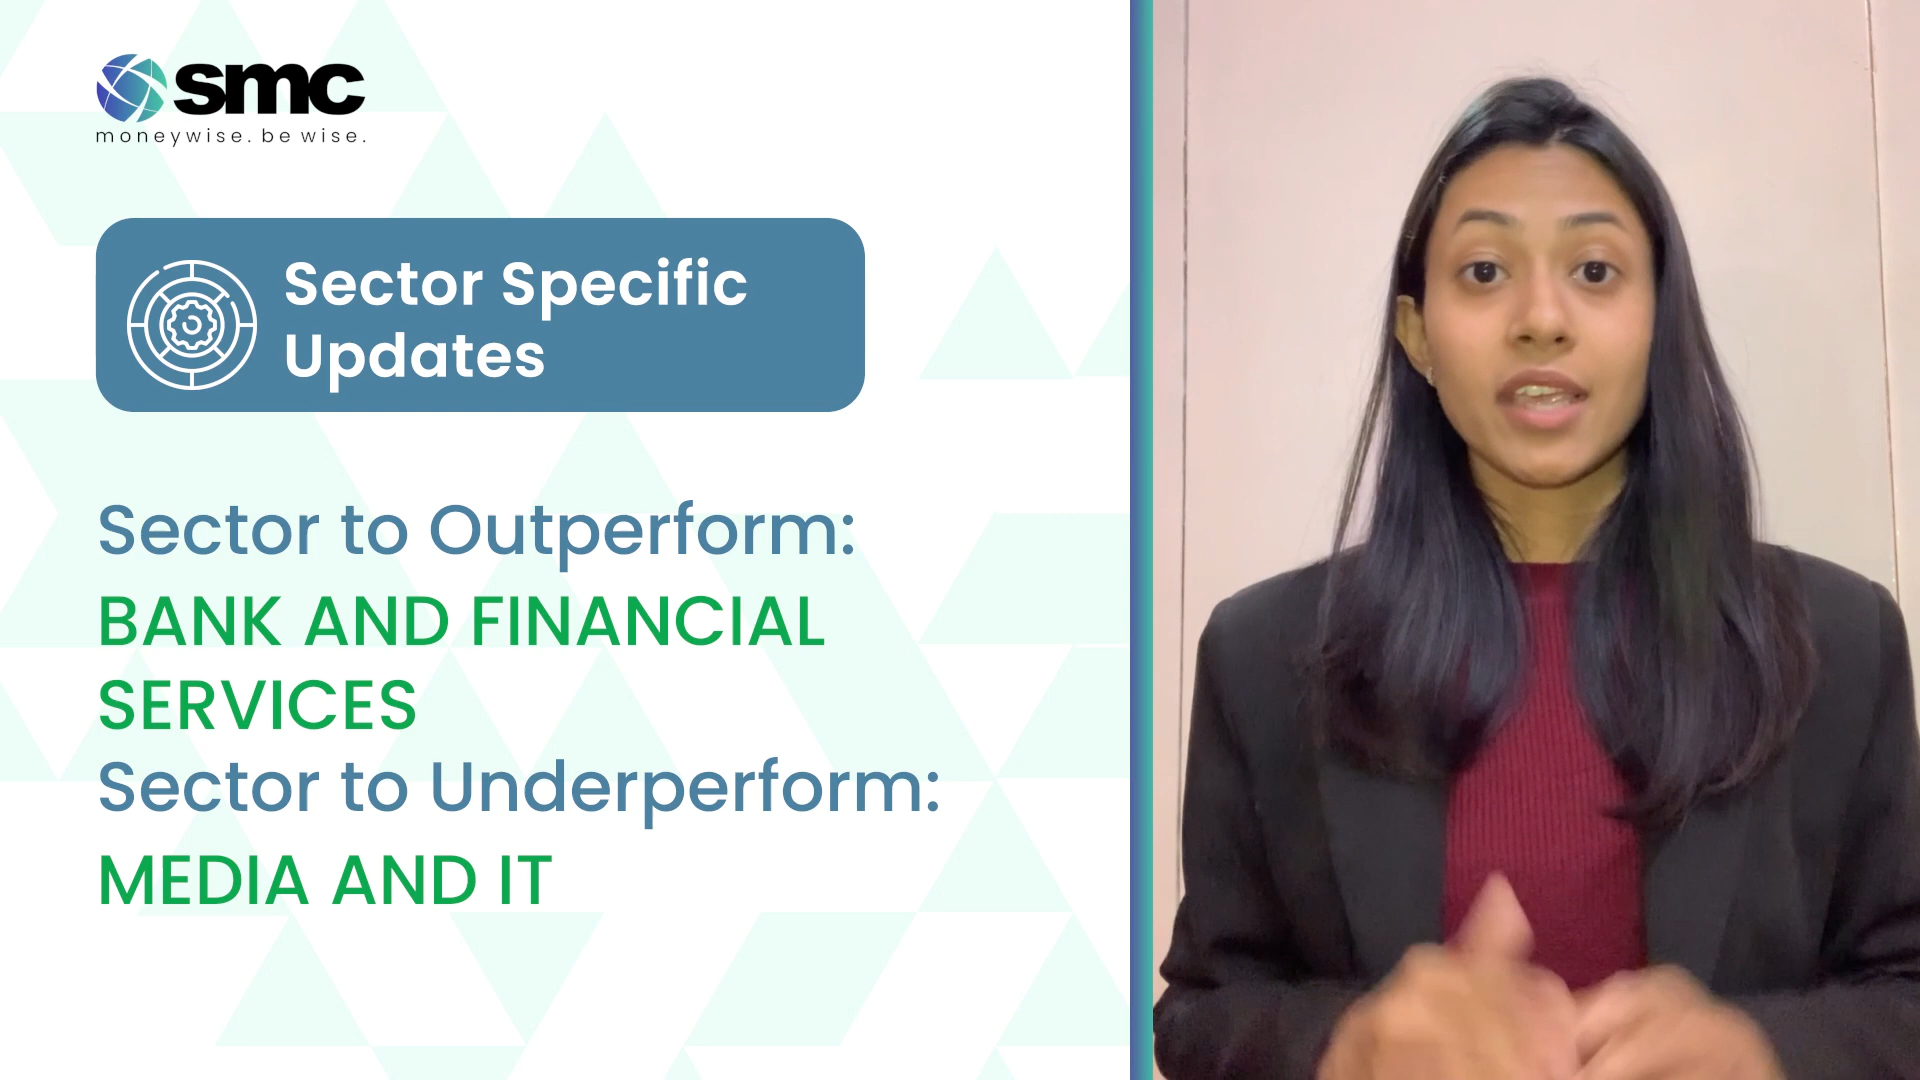 smc
moneywise. be wise.
Sector Specific
Updates
Sector to Outperform:
BANK AND FINANCIAL
SERVICES
Sector to Underperform:
MEDIA AND IT